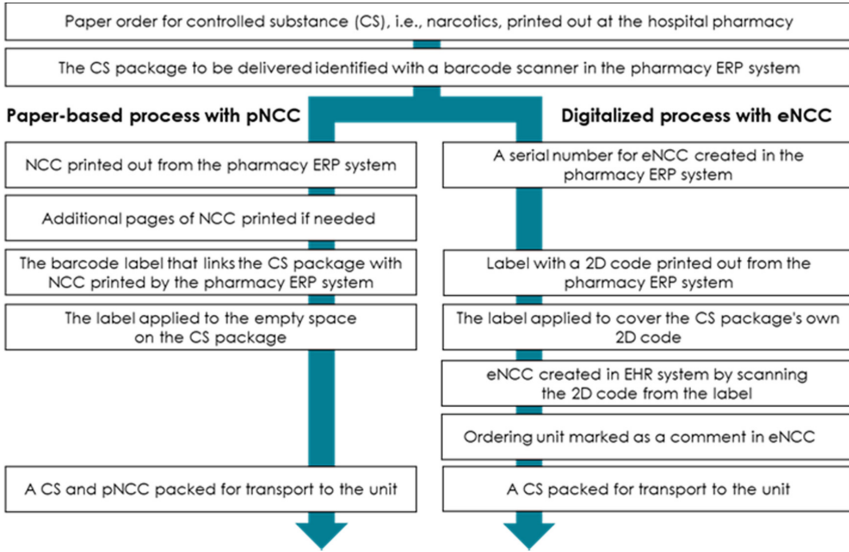 Paper order for controlled substance (CS), i.e., narcotics, printed out at the hospital pharmacy
The CS package to be delivered identified with a barcode scanner in the pharmacy ERP system
Paper-based process with pNCC
NCC printed out from the pharmacy ERP system
Additional pages of NCC printed if needed
The barcode label that links the CS package with
NCC printed by the pharmacy ERP system
The label applied to the empty space
on the CS package
A CS and pNCC packed for transport to the unit
Digitalized process with eNCC
A serial number for eNCC created in the
pharmacy ERP system
Label with a 2D code printed out from the
pharmacy ERP system
The label applied to cover the CS package's own
2D code
eNCC created in EHR system by scanning
the 2D code from the label
Ordering unit marked as a comment in eNCC
A CS packed for transport to the unit